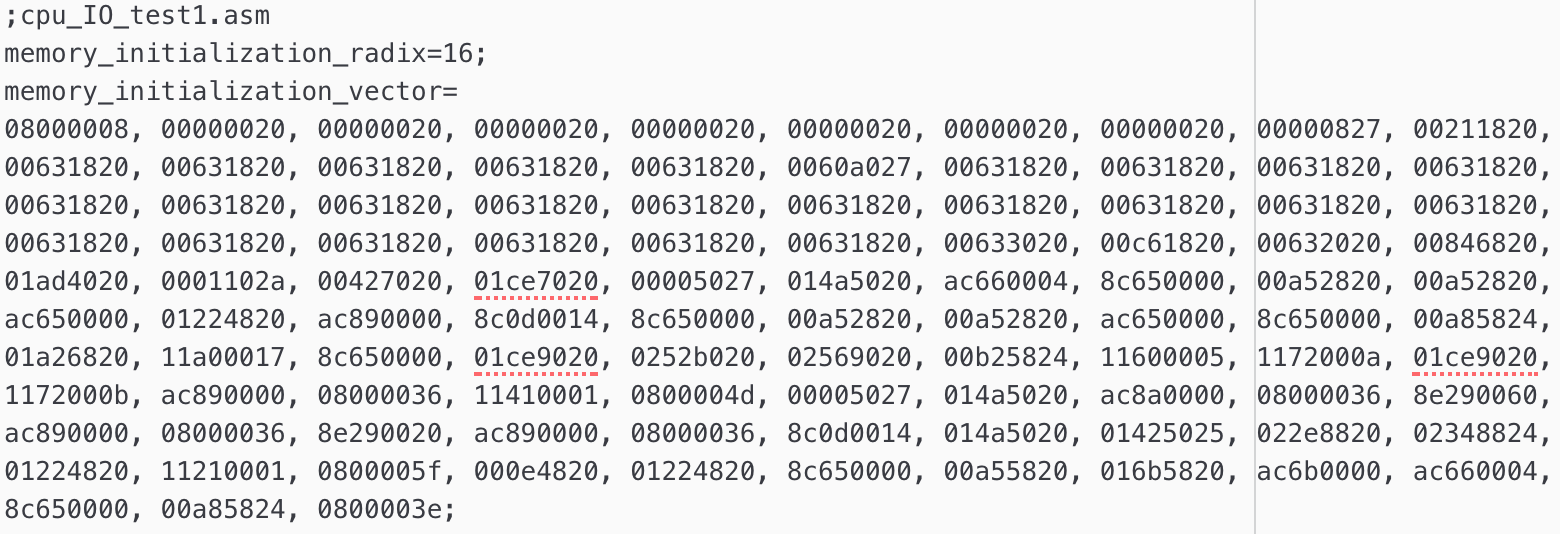 ;cpu_IO_test1.asm
memory_initialization_radix=16;
memory_initialization_vector=
08000008, 00000020, 00000020, 00000020, 00000020, 00000020, 00000020, 00000020, 00000827, 00211820,
00631820, 00631820, 00631820, 00631820, 00631820, 0060a027, 00631820, 00631820, 00631820, 00631820,
00631820, 00631820, 00631820, 00631820, 00631820, 00631820, 00631820, 00631820, 00631820, 00631820,
00631820, 00631820, 00631820, 00631820, 00631820, 00631820, 00633020, 00c61820, 00632020, 00846820,
01ad4020, 0001102a, 00427020, 01ce7020, 00005027, 014a5020, ac660004, 8c650000, 00a52820, 00a52820,
ac650000, 01224820, ac890000, 8c0d0014, 8c650000, 00a52820, 00a52820, ac650000, 8c650000, 00a85824,
01a26820, 11a00017, 8c650000, 01ce9020, 0252b020, 02569020, 00b25824, 11600005, 1172000a, 01ce9020,
1172000b, ac890000, 08000036, 11410001, 0800004d, 00005027, 014a5020, ac8a0000, 08000036, 8e290060,
ac890000, 08000036, 8e290020, ac890000, 08000036, 8c0d0014, 014a5020, 01425025, 022e8820, 02348824,
01224820, 11210001, 0800005f, 000e4820, 01224820, 8c650000, 00a55820, 016b5820, ac6b0000, ac660004,
8c650000, 00a85824, 0800003e;